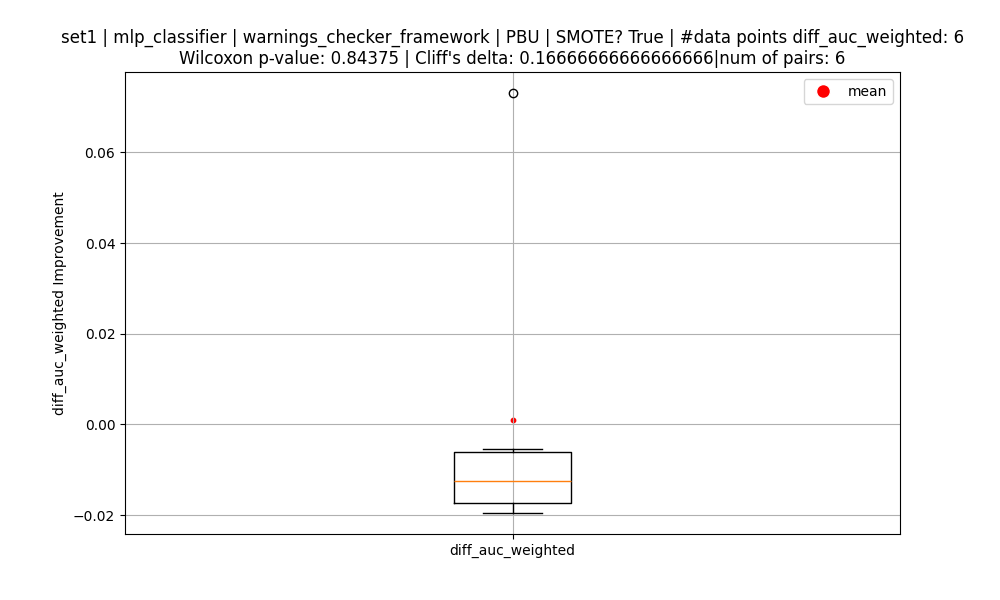 set1 | mlp_classifier | warnings_checker_framework | PBU | SMOTE? True | #data points diff_auc_weighted: 6
Wilcoxon p-value: 0.84375 | Cliff's delta: 0.16666666666666666|num of pairs: 6
mean
0.06
0.04
0.02
0.00
−0.02
diff_auc_weighted Improvement
diff_auc_weighted